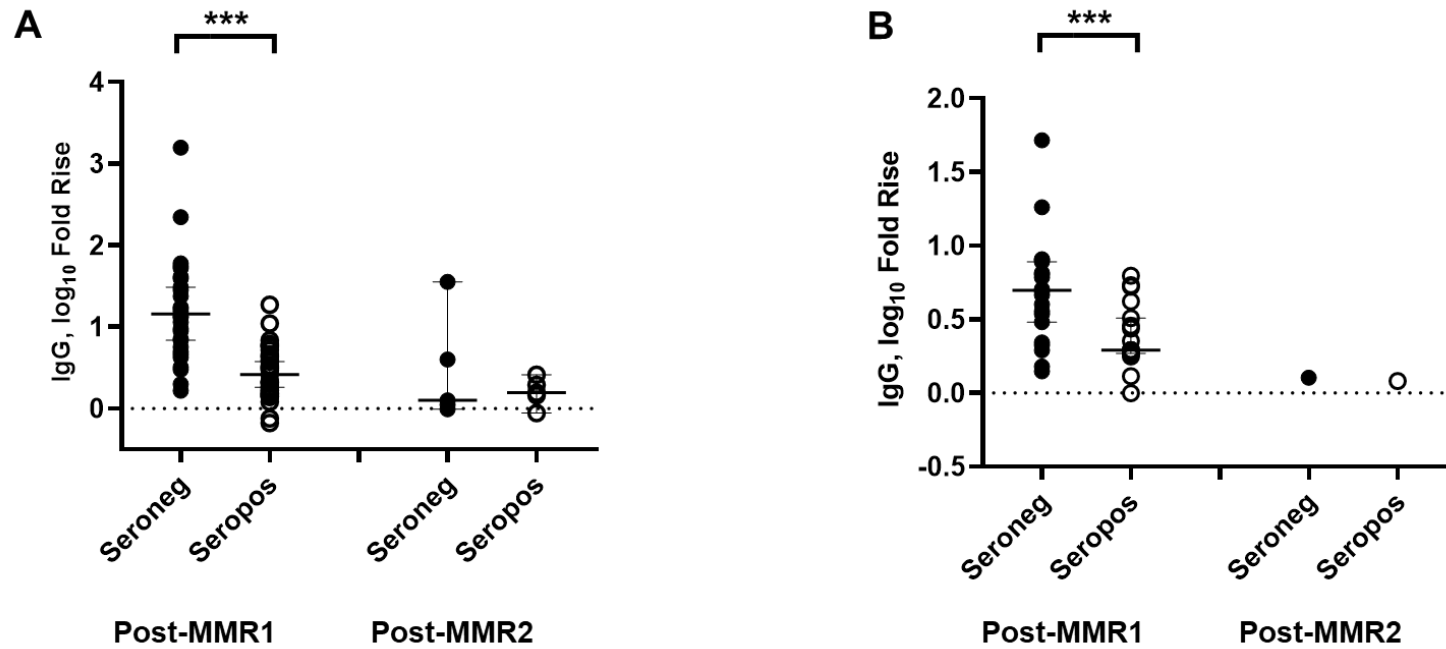 A
***
IgG, log10 Fold Rise
4
3
2
1
0
Seroneg
Seropos
Seroneg
Seropos
Post-MMR1
Post-MMR2
B
***
IgG, log10 Fold Rise
2.0
1.5
1.0
0.5
0.0
-0.5
Seroneg
Seropos
Seroneg
Seropos
Post-MMR1
Post-MMR2